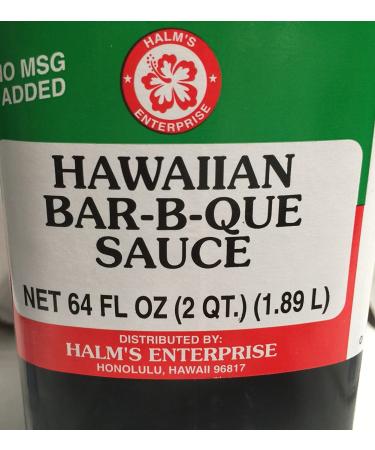 NO MSG
ADDED
HALM'S
ENTERPRISE
HAWAIIAN
BAR-B-QUE
SAUCE
NET 64 FL OZ (2 QT.) (1.89 L)
DISTRIBUTED BY:
HALM'S ENTERPRISE
HONOLULU, HAWAII 96817